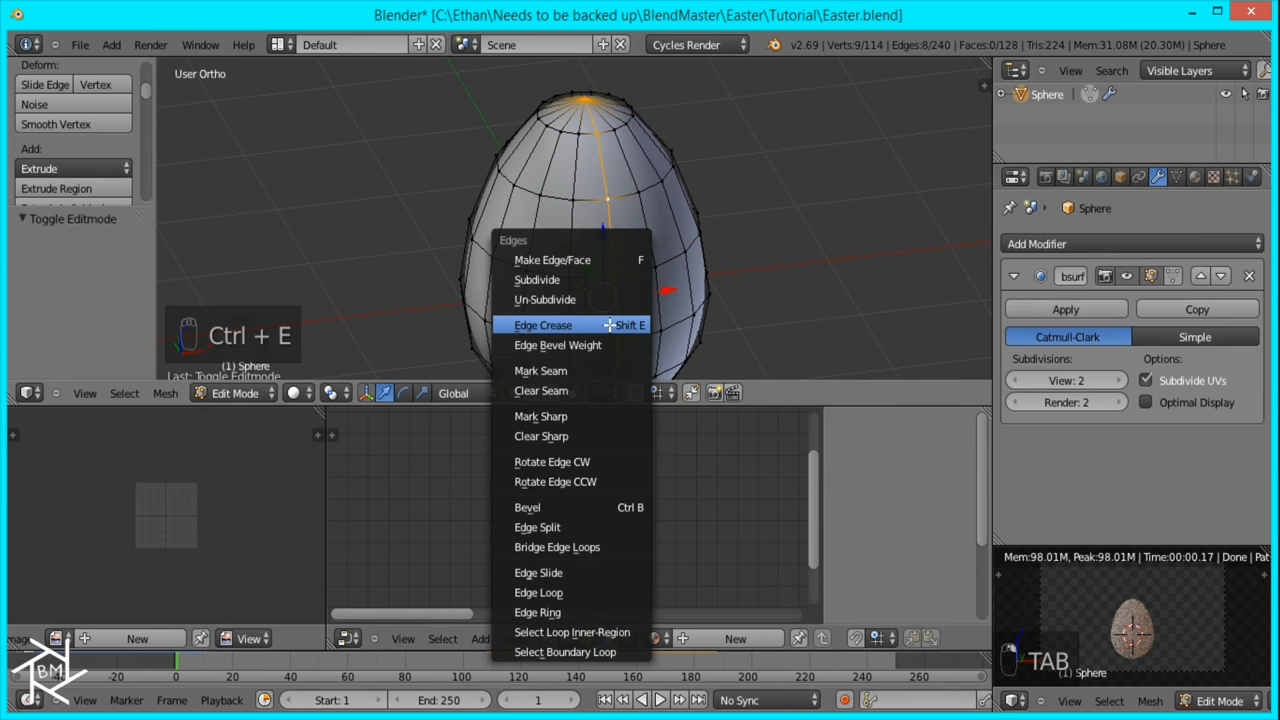 Blender* [C:\Ethan\Needs to be backed up\BlendMaster\Easter\Tutorial\Easter.blend]
File Add Render Window Help Default Scene Cycles Render v2.69 | Verts:9/114 | Edges:8/240 | Faces:0/128 | Tris:224 | Mem:31.08M (20.30M) | Sphere
Deform:
Slide Edge Vertex
Noise
Smooth Vertex
Add:
Extrude
Extrude Region
Toggle Editmode
User Ortho
Edges
Make Edge/Face F
Subdivide
Un-Subdivide
Edge Crease Shift E
Edge Bevel Weight
Mark Seam
Clear Seam
Mark Sharp
Clear Sharp
Rotate Edge CW
Rotate Edge CCW
Bevel Ctrl B
Edge Split
Bridge Edge Loops
Edge Slide
Edge Loop
Edge Ring
Select Loop Inner-Region
Select Boundary Loop
Ctrl + E
(1) Sphere
Last: Toggle Editmode
View Select Mesh Edit Mode Global
View Search Visible Layers
Sphere
Sphere
Add Modifier
bsurf
Apply Copy
Catmull-Clark Simple
Subdivisions: Options:
View: 2 Subdivide UVs
Render: 2 Optimal Display
Mem:98.01M, Peak:98.01M | Time:00:00.17 | Done | Pat
TAB
(1) Sphere
View Select Mesh Edit Mode
New View
View Select Add New
-40 -20 0 20 40 60 80 100 120 140 160 180 200 220 240 260
BM
View Marker Frame Playback Start: 1 End: 250 1 No Sync